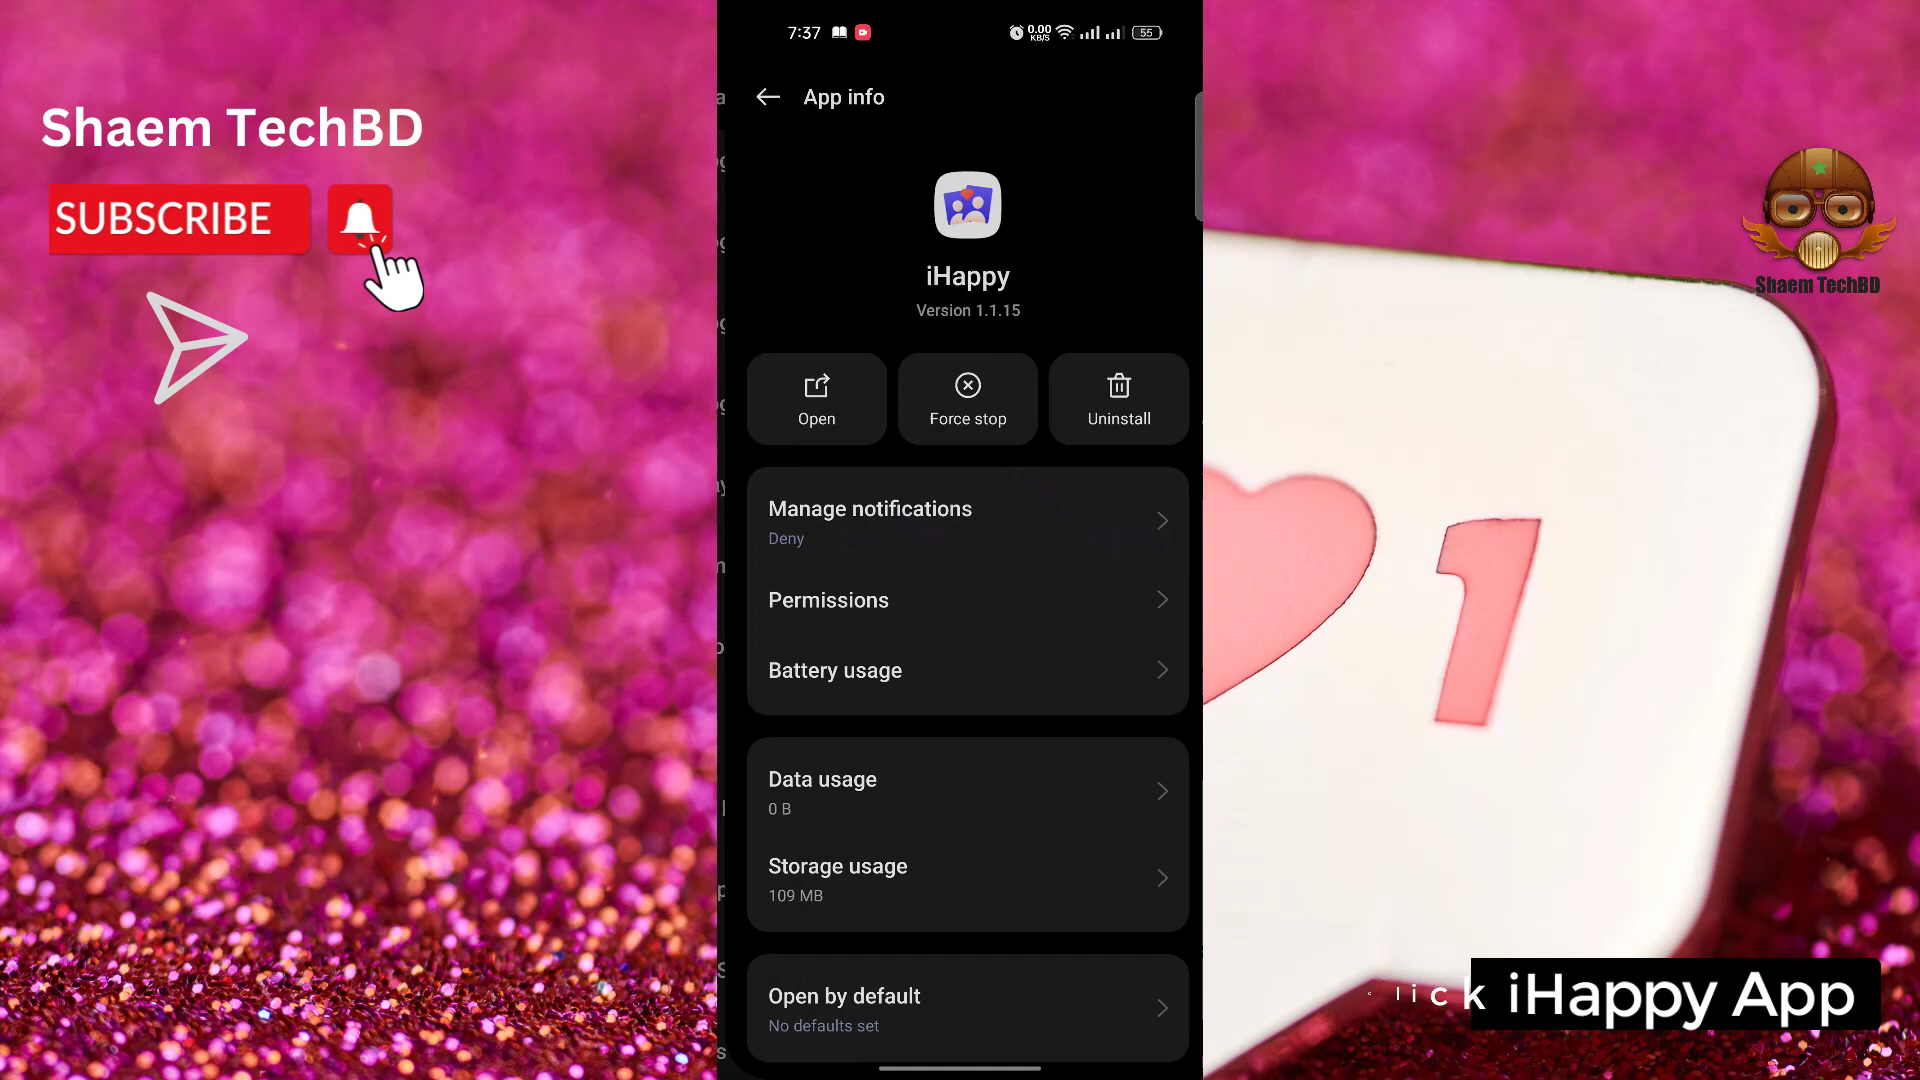 Shaem TechBD
SUBSCRIBE
7:37
0.00
KB/S
55
App info
iHappy
Version 1.1.15
Open
Force stop
Uninstall
Manage notifications
Deny
Permissions
Battery usage
Data usage
0 B
Storage usage
109 MB
Open by default
No defaults set
1
Shaem TechBD
click iHappy App